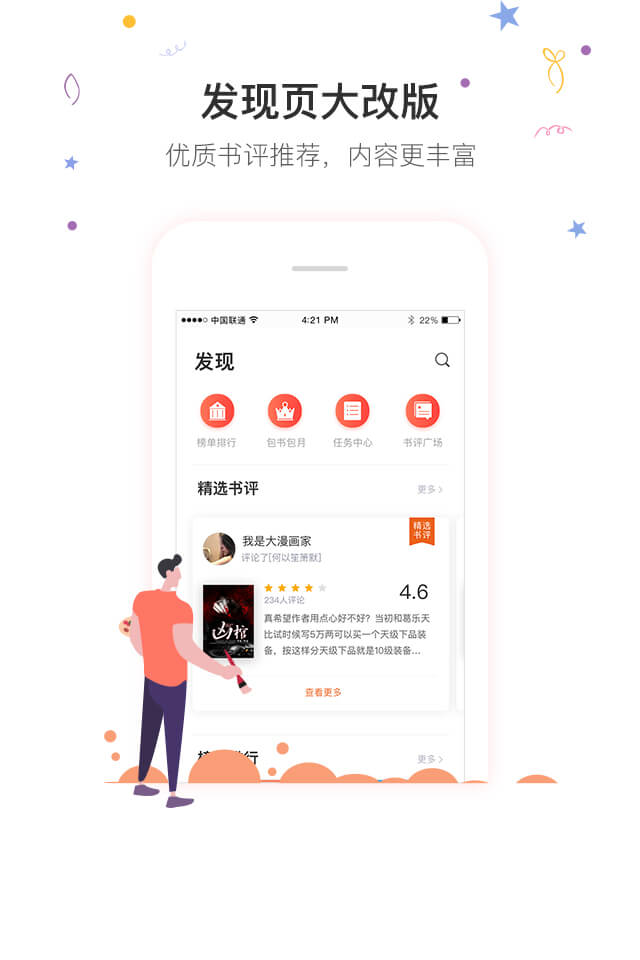 发现页大改版
优质书评推荐，内容更丰富
中国联通 4:21 PM 22%
发现
榜单排行 包书包月 任务中心 书评广场
精选书评 更多
精选
书评
我是大漫画家
评论了[何以笙箫默]
凶棺
4.6
234人评论
真希望作者用点心好不好？当初和葛乐天
比试时候写5万两可以买一个天级下品装
备，按这样分天级下品就是10级装备...
查看更多
行 更多